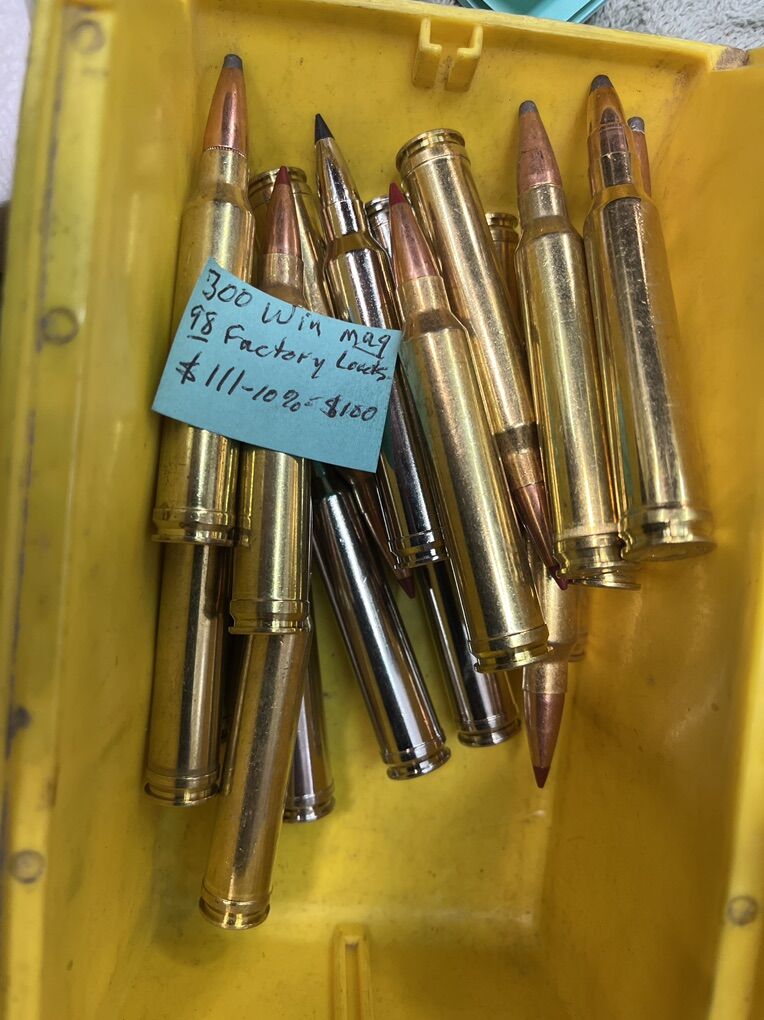 300 Win mag
98 Factory Loads
$111-10%=$100